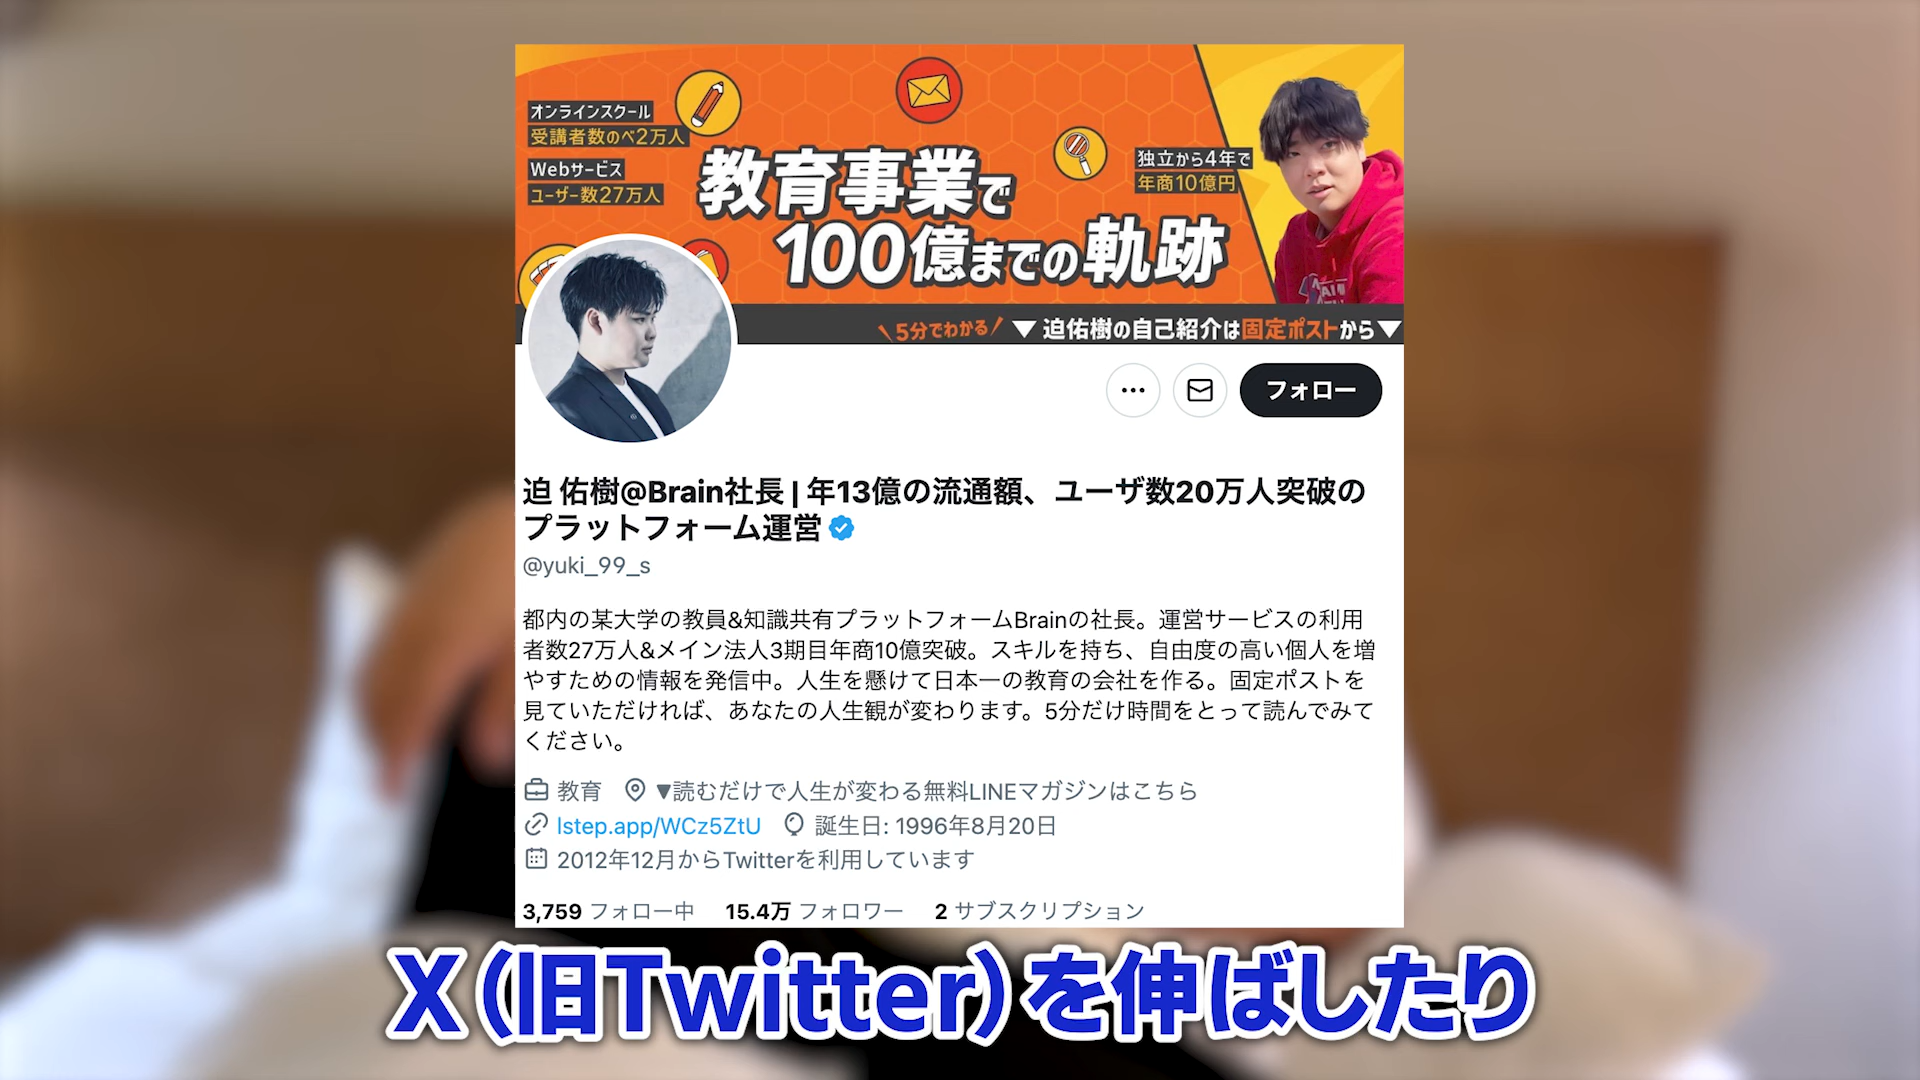 オンラインスクール
受講者数のべ2万人
Webサービス
ユーザー数27万人
教育事業で
100億までの軌跡
独立から4年で
年商10億円
\5分でわかる/ ▼迫佑樹の自己紹介は固定ポストから▼
フォロー
迫 佑樹@Brain社長 | 年13億の流通額、ユーザ数20万人突破の
プラットフォーム運営
@yuki_99_s
都内の某大学の教員&知識共有プラットフォームBrainの社長。運営サービスの利用
者数27万人&メイン法人3期目年商10億突破。スキルを持ち、自由度の高い個人を増
やすための情報を発信中。人生を懸けて日本一の教育の会社を作る。固定ポストを
見ていただければ、あなたの人生観が変わります。5分だけ時間をとって読んでみて
ください。
教育 ▼読むだけで人生が変わる無料LINEマガジンはこちら
lstep.app/WCz5ZtU 誕生日: 1996年8月20日
2012年12月からTwitterを利用しています
3,759 フォロー中 15.4万 フォロワー 2 サブスクリプション
X(旧Twitter)を伸ばしたり